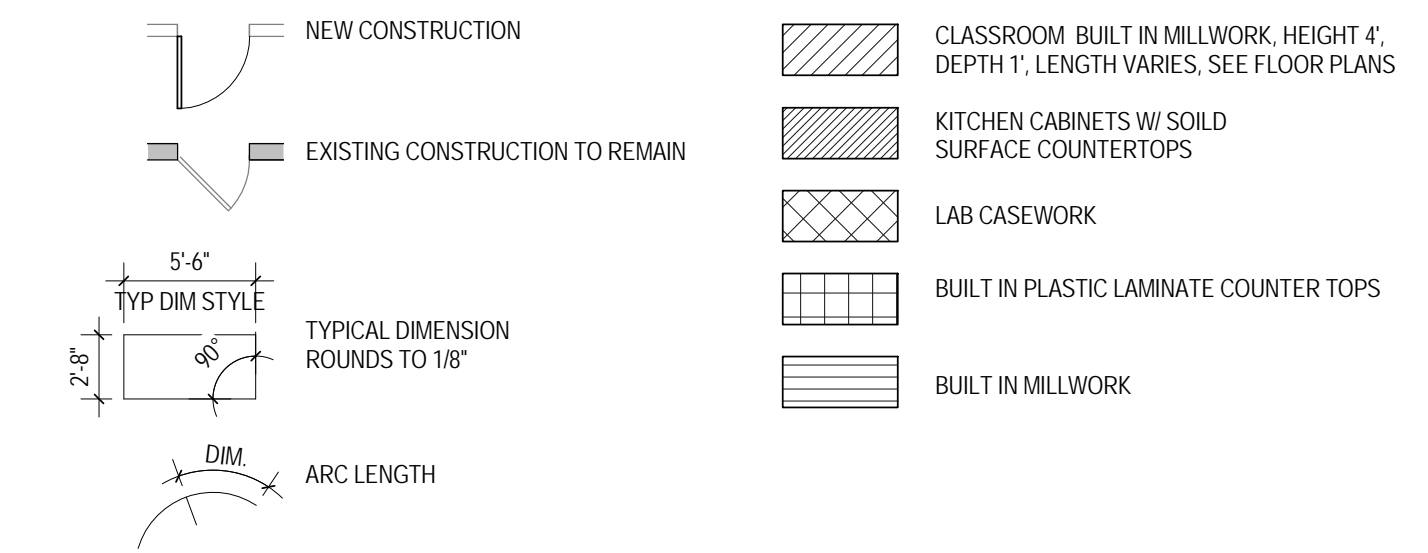 NEW CONSTRUCTION
EXISTING CONSTRUCTION TO REMAIN
5'-6"
TYP DIM STYLE
2'-8"
90°
TYPICAL DIMENSION
ROUNDS TO 1/8"
DIM.
ARC LENGTH
CLASSROOM BUILT IN MILLWORK, HEIGHT 4',
DEPTH 1', LENGTH VARIES, SEE FLOOR PLANS
KITCHEN CABINETS W/ SOILD
SURFACE COUNTERTOPS
LAB CASEWORK
BUILT IN PLASTIC LAMINATE COUNTER TOPS
BUILT IN MILLWORK